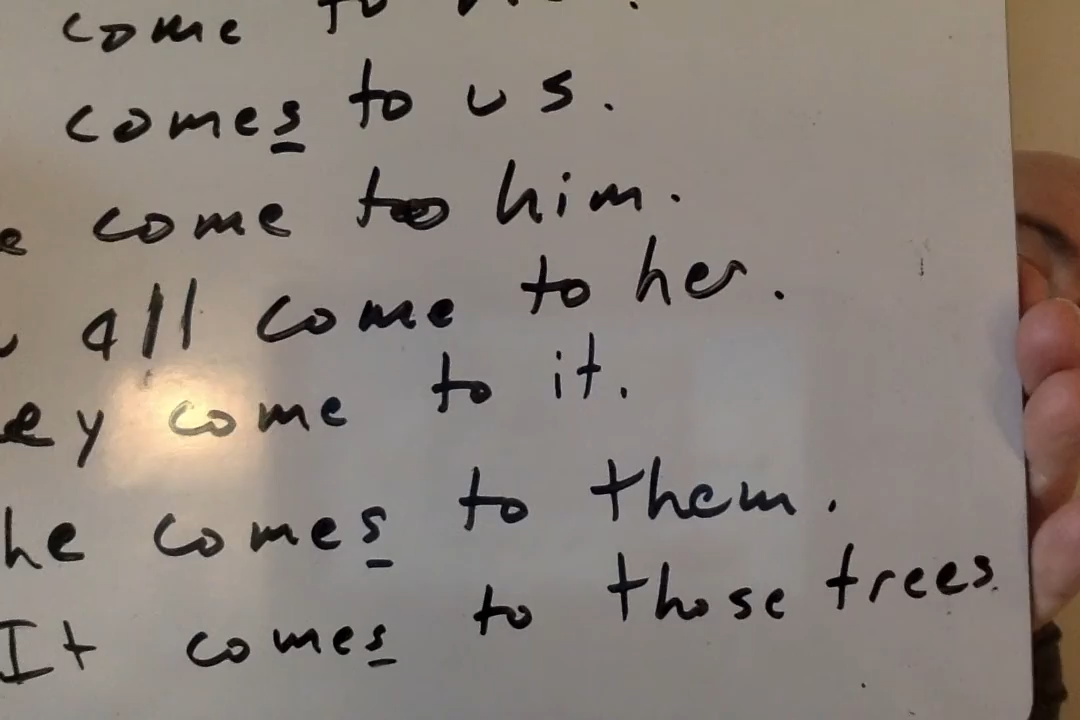 come to
comes to us.
come to him.
all come to her.
ey come to it.
he comes to them.
It comes to those trees.